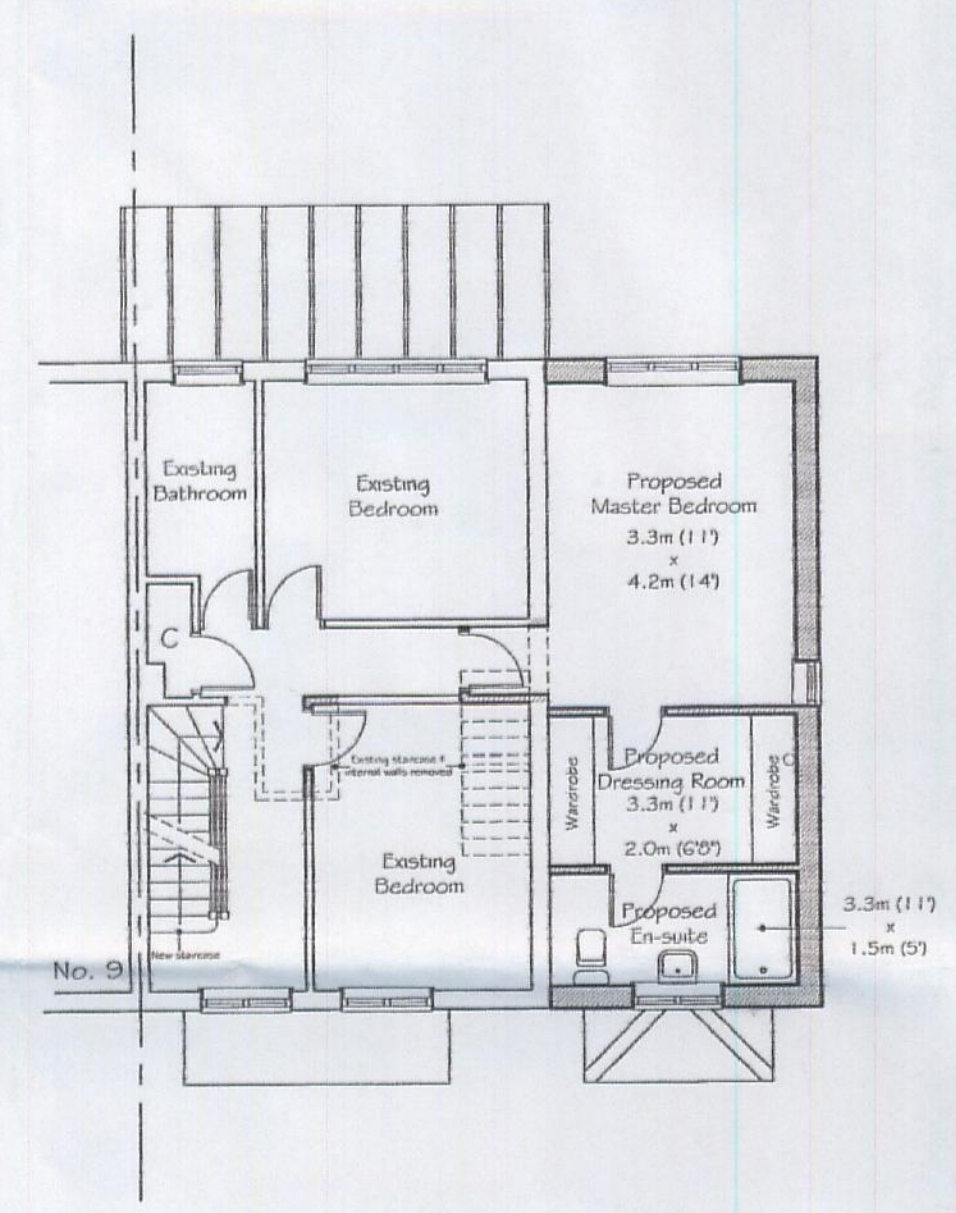 Existing
Bathroom
Existing
Bedroom
Proposed
Master Bedroom
3.3m (11')
x
4.2m (14')
C
Existing staircase &
internal walls removed
Wardrobe
Proposed
Dressing Room
3.3m (11')
x
2.0m (6'8")
Wardrobe
Existing
Bedroom
Proposed
En-suite
3.3m (11')
x
1.5m (5')
New staircase
No. 9